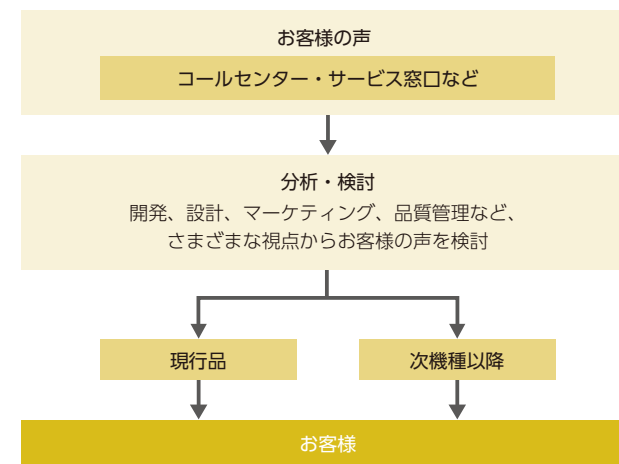 お客様の声
コールセンター・サービス窓口など
分析・検討
開発、設計、マーケティング、品質管理など、
さまざまな視点からお客様の声を検討
現行品
次機種以降
お客様